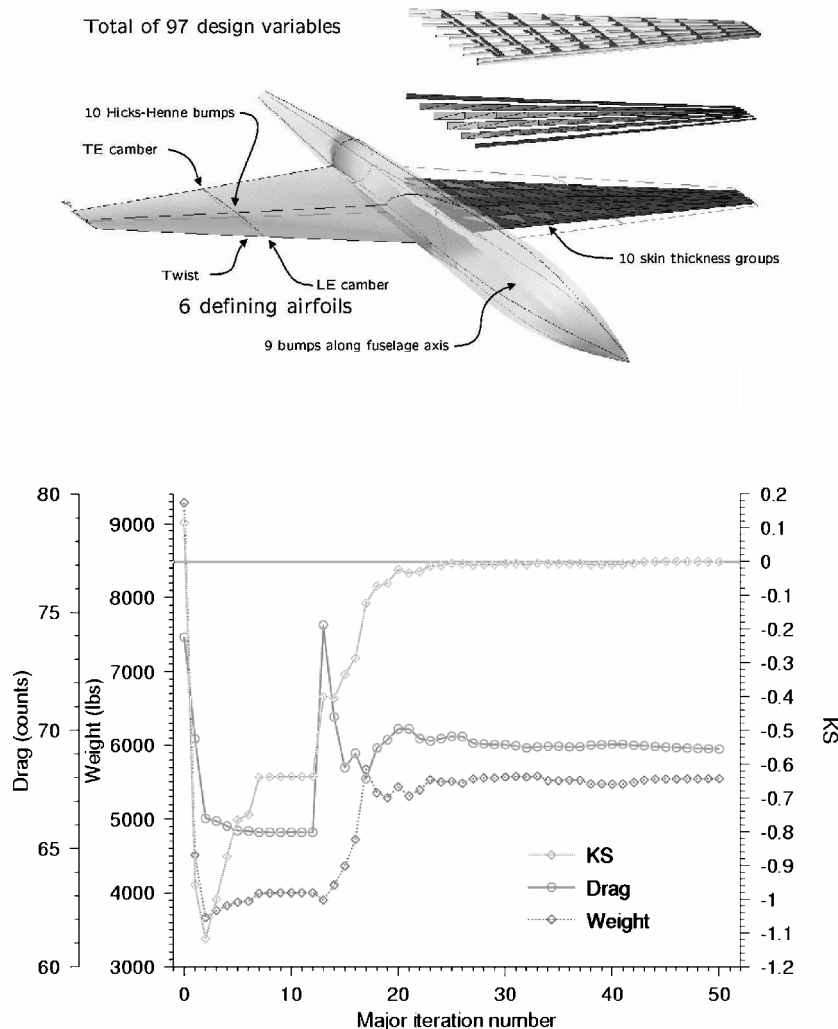 Total of 97 design variables
10 Hicks-Henne bumps
TE camber
10 skin thickness groups
Twist
LE camber
6 defining airfoils
9 bumps along fuselage axis
80
75
70
65
60
Drag (counts)
9000
8000
7000
6000
5000
4000
3000
Weight (lbs)
0.2
0.1
0
-0.1
-0.2
-0.3
-0.4
-0.5
-0.6
-0.7
-0.8
-0.9
-1
-1.1
-1.2
KS
KS
Drag
Weight
0 10 20 30 40 50
Major iteration number